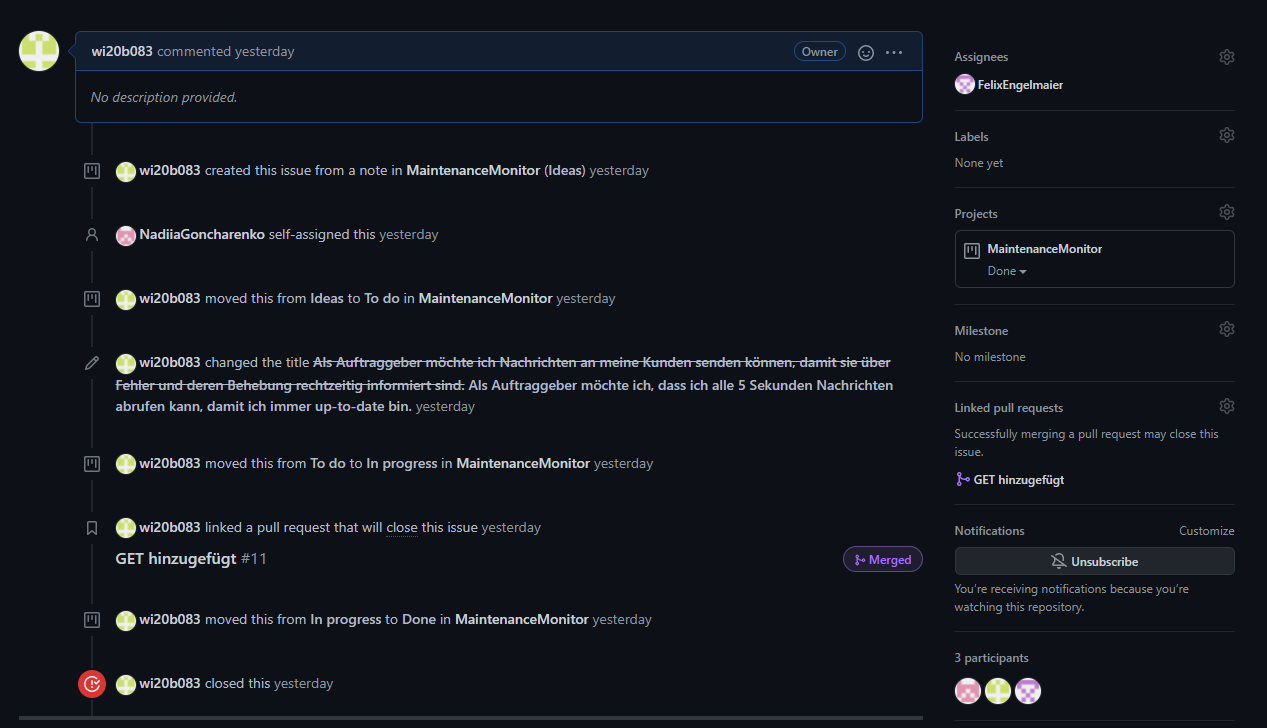 wi20b083 commented yesterday
Owner
No description provided.
wi20b083 created this issue from a note in MaintenanceMonitor (Ideas) yesterday
NadiiaGoncharenko self-assigned this yesterday
wi20b083 moved this from Ideas to To do in MaintenanceMonitor yesterday
wi20b083 changed the title Als Auftraggeber möchte ich Nachrichten an meine Kunden senden können, damit sie über
Fehler und deren Behebung rechtzeitig informiert sind. Als Auftraggeber möchte ich, dass ich alle 5 Sekunden Nachrichten
abrufen kann, damit ich immer up-to-date bin. yesterday
wi20b083 moved this from To do to In progress in MaintenanceMonitor yesterday
wi20b083 linked a pull request that will close this issue yesterday
GET hinzugefügt #11
Merged
wi20b083 moved this from In progress to Done in MaintenanceMonitor yesterday
wi20b083 closed this yesterday
Assignees
FelixEngelmaier
Labels
None yet
Projects
MaintenanceMonitor
Done
Milestone
No milestone
Linked pull requests
Successfully merging a pull request may close this
issue.
GET hinzugefügt
Notifications
Customize
Unsubscribe
You're receiving notifications because you're
watching this repository.
3 participants